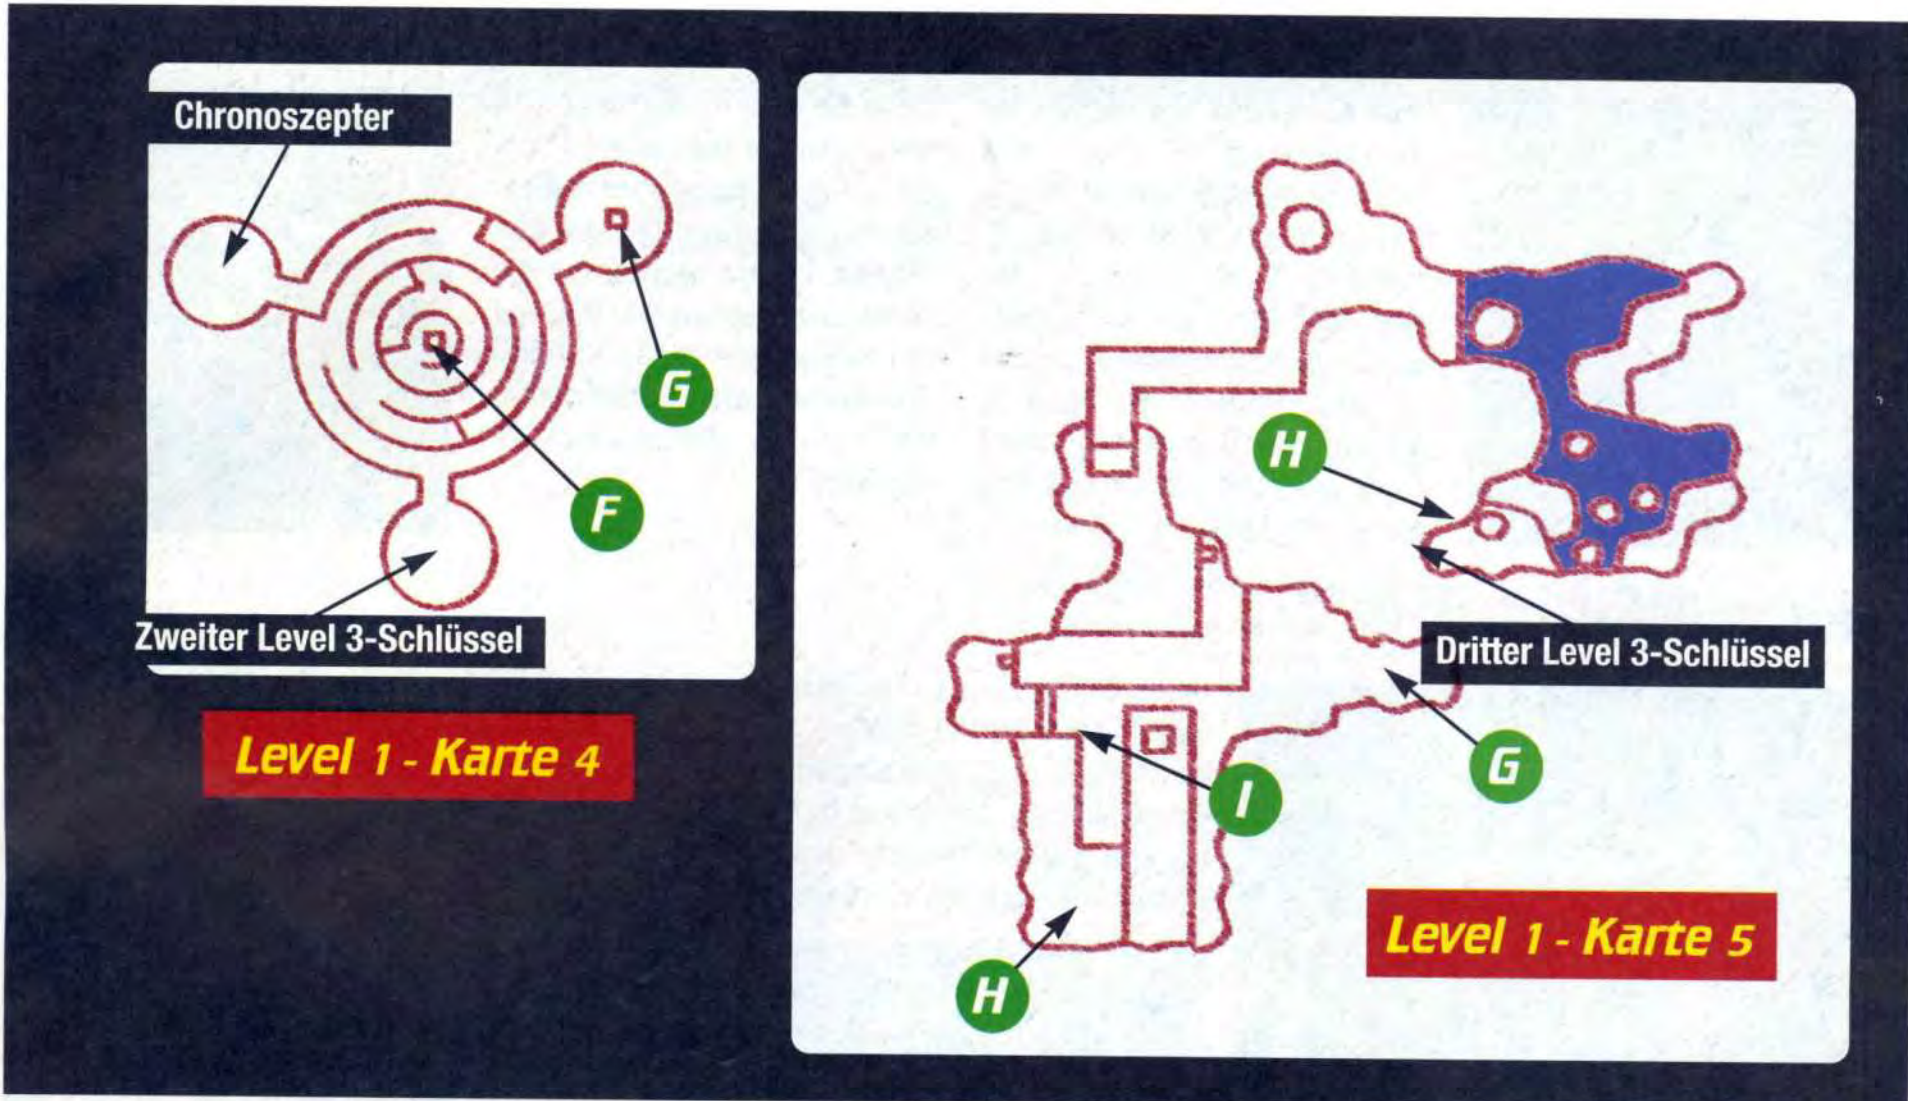 Chronoszepter
G
F
Zweiter Level 3-Schlüssel
Level 1 - Karte 4
H
Dritter Level 3-Schlüssel
G
I
H
Level 1 - Karte 5